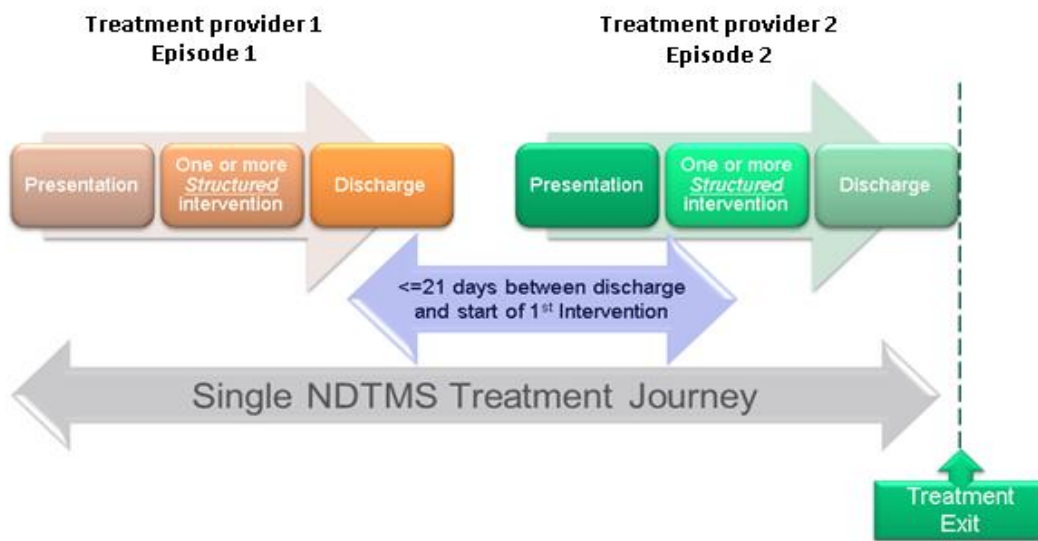 Treatment provider 1
Episode 1
Treatment provider 2
Episode 2
Presentation
One or more
Structured
intervention
Discharge
Presentation
One or more
Structured
intervention
Discharge
<=21 days between discharge
and start of 1st Intervention
Single NDTMS Treatment Journey
Treatment
Exit